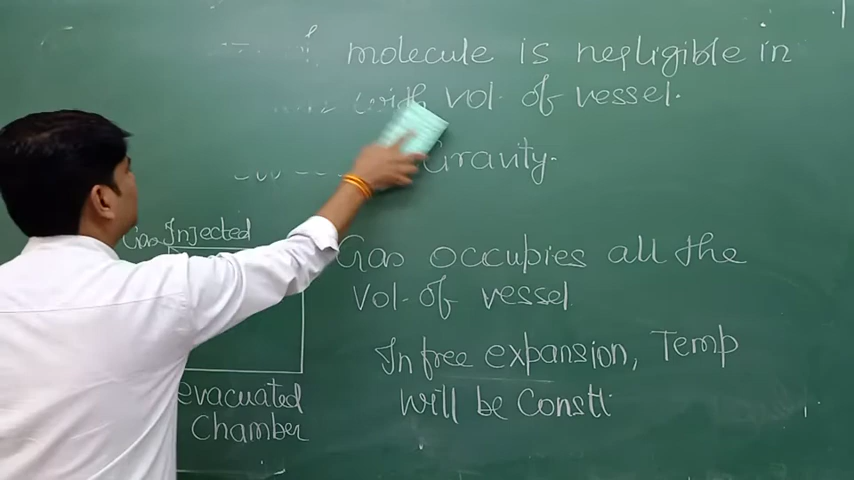 molecule is negligible in
with Vol. of vessel.
Gravity.
Gas Injected
Gas occupies all the
Vol. of vessel.
In free expansion, Temp
will be Constt
evacuated
Chamber